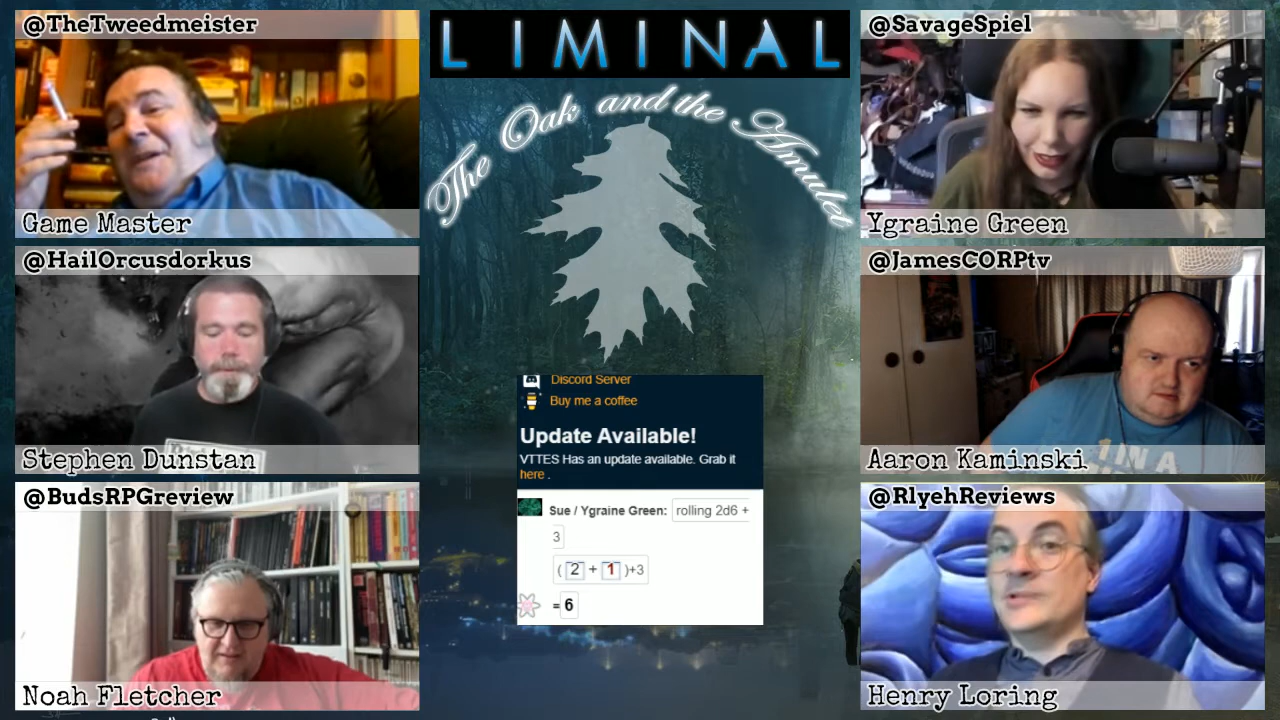 @TheTweedmeister
Game Master
LIMINAL
The Oak and the Amulet
@SavageSpiel
Ygraine Green
@HailOrcusdorkus
Stephen Dunstan
@JamesCORPtv
1 IN A
Aaron Kaminski
Discord Server
Buy me a coffee
Update Available!
VTTES Has an update available. Grab it
here .
Sue / Ygraine Green: rolling 2d6 +
3
( 2 + 1 )+3
= 6
@BudsRPGreview
Noah Fletcher
@RlyehReviews
Henry Loring